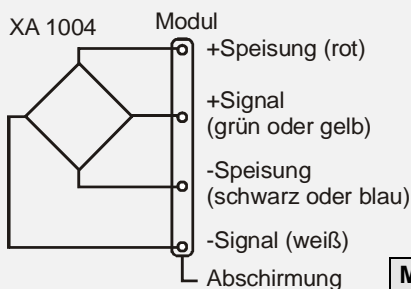 XA 1004
Modul
+Speisung (rot)
+Signal
(grün oder gelb)
-Speisung
(schwarz oder blau)
-Signal (weiß)
Abschirmung
M